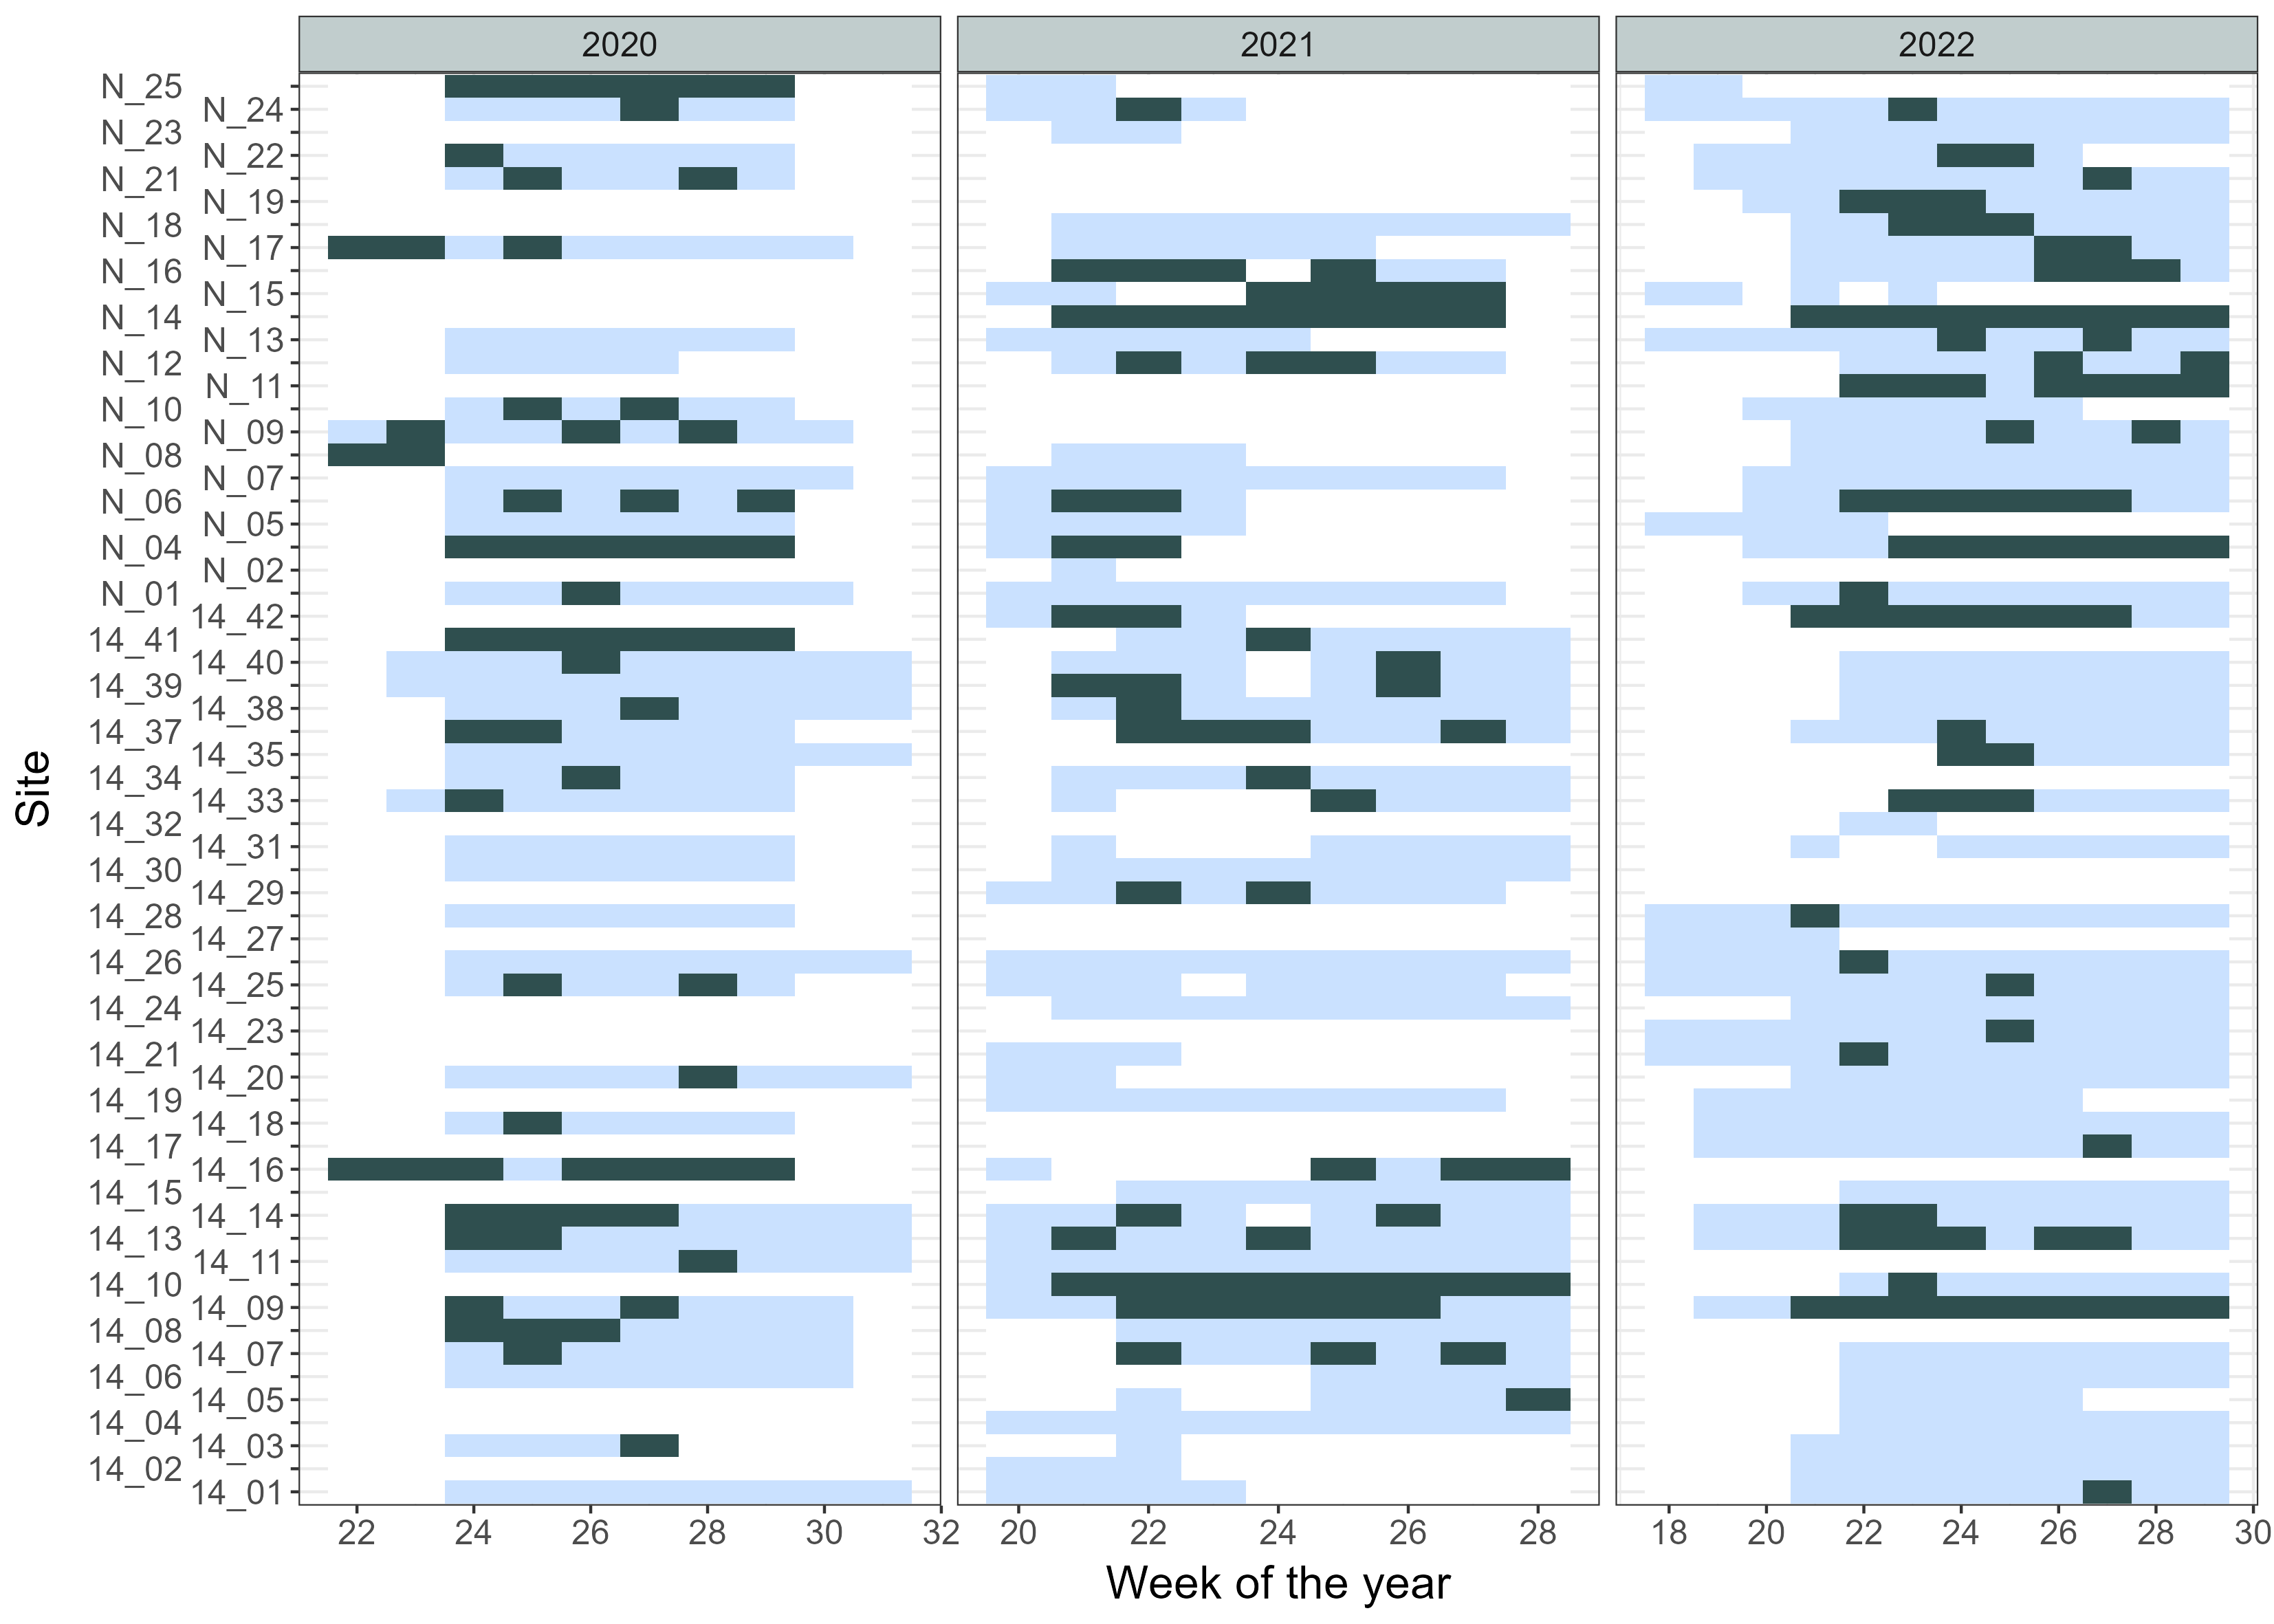 2020 2021 2022
N_25
N_24
N_23
N_22
N_21
N_19
N_18
N_17
N_16
N_15
N_14
N_13
N_12
N_11
N_10
N_09
N_08
N_07
N_06
N_05
N_04
N_02
N_01
14_42
14_41
14_40
14_39
14_38
14_37
14_35
14_34
14_33
14_32
14_31
14_30
14_29
14_28
14_27
14_26
14_25
14_24
14_23
14_21
14_20
14_19
14_18
14_17
14_16
14_15
14_14
14_13
14_11
14_10
14_09
14_08
14_07
14_06
14_05
14_04
14_03
14_02
14_01
Site
22 24 26 28 30 32 20 22 24 26 28 18 20 22 24 26 28 30
Week of the year